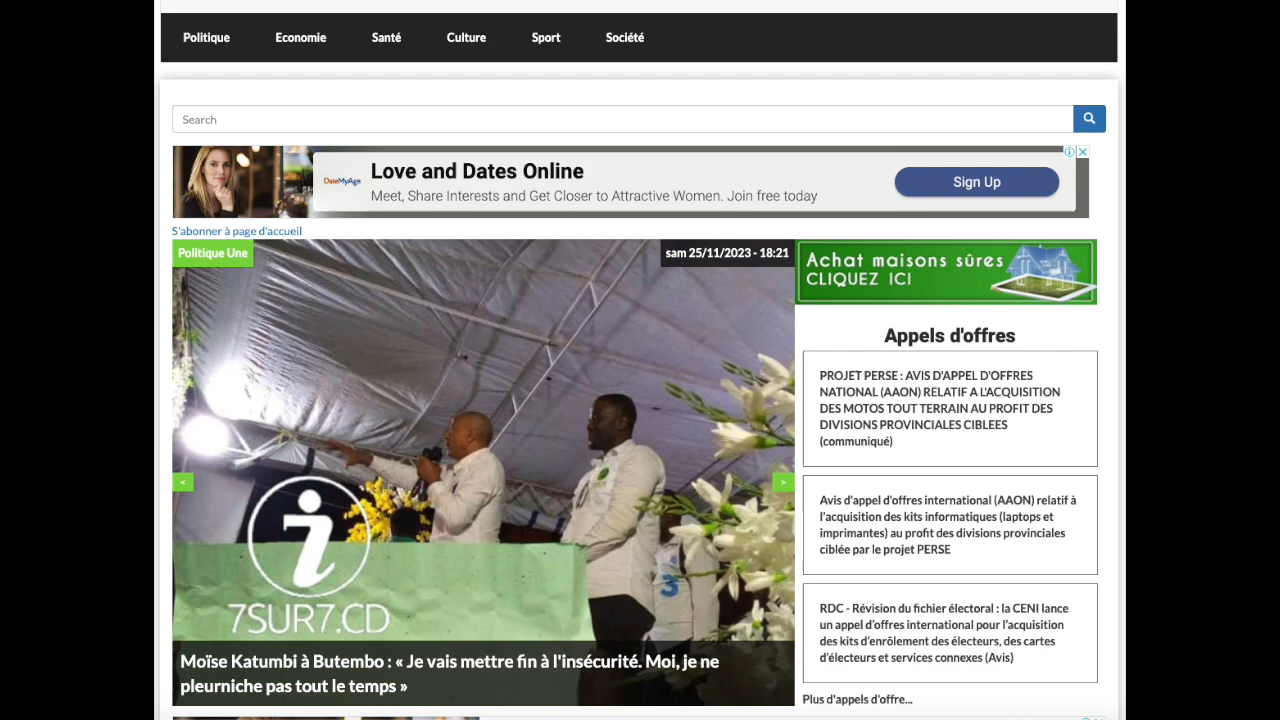 Politique Economie Santé Culture Sport Société
Search
DateMyAge
Love and Dates Online
Meet, Share Interests and Get Closer to Attractive Women. Join free today
Sign Up
S'abonner à page d'accueil
Politique Une
sam 25/11/2023 - 18:21
<
>
3
7SUR7.CD
Moïse Katumbi à Butembo : « Je vais mettre fin à l'insécurité. Moi, je ne
pleurniche pas tout le temps »
Achat maisons sûres
CLIQUEZ ICI
Appels d'offres
PROJET PERSE : AVIS D'APPEL D'OFFRES
NATIONAL (AAON) RELATIF A L'ACQUISITION
DES MOTOS TOUT TERRAIN AU PROFIT DES
DIVISIONS PROVINCIALES CIBLEES
(communiqué)
Avis d'appel d'offres international (AAON) relatif à
l'acquisition des kits informatiques (laptops et
imprimantes) au profit des divisions provinciales
ciblée par le projet PERSE
RDC - Révision du fichier électoral : la CENI lance
un appel d’offres international pour l’acquisition
des kits d’enrôlement des électeurs, des cartes
d’électeurs et services connexes (Avis)
Plus d'appels d'offre...